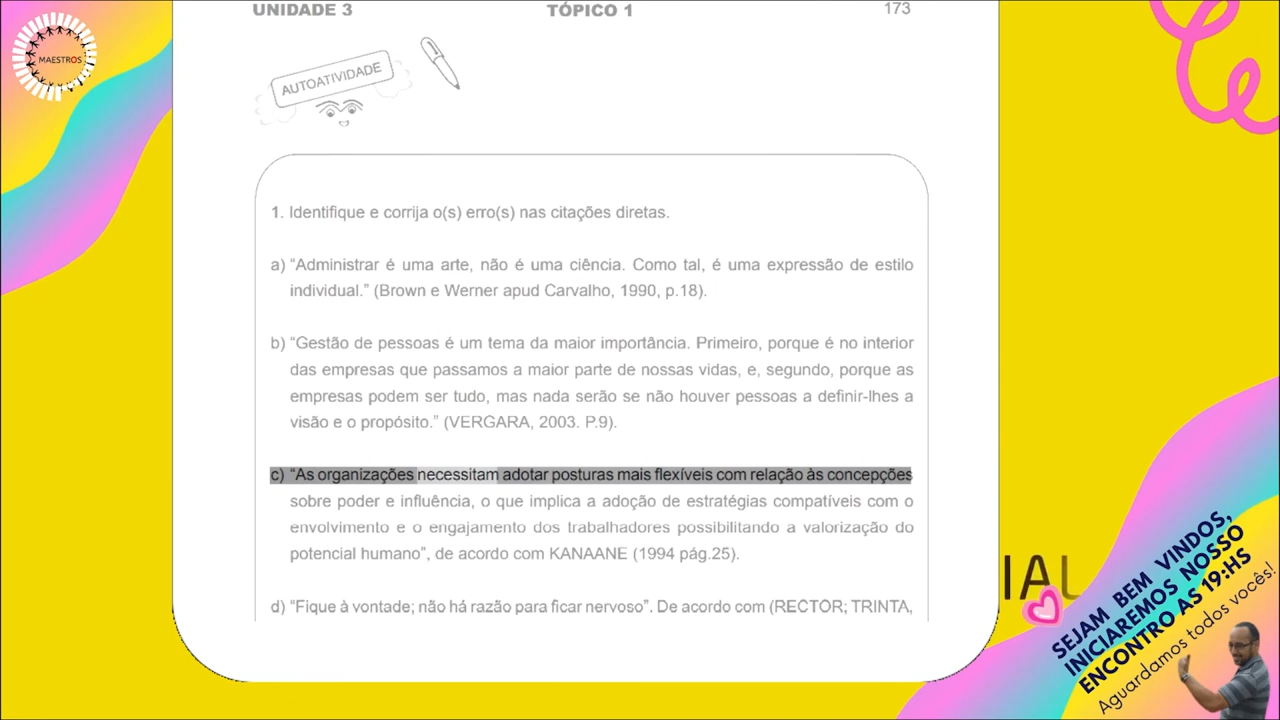 UNIDADE 3 TÓPICO 1 173
MAESTROS
AUTOATIVIDADE
1. Identifique e corrija o(s) erro(s) nas citações diretas.
a) “Administrar é uma arte, não é uma ciência. Como tal, é uma expressão de estilo
individual.” (Brown e Werner apud Carvalho, 1990, p.18).
b) “Gestão de pessoas é um tema da maior importância. Primeiro, porque é no interior
das empresas que passamos a maior parte de nossas vidas, e, segundo, porque as
empresas podem ser tudo, mas nada serão se não houver pessoas a definir-lhes a
visão e o propósito.” (VERGARA, 2003. P.9).
c) “As organizações necessitam adotar posturas mais flexíveis com relação às concepções
sobre poder e influência, o que implica a adoção de estratégias compatíveis com o
envolvimento e o engajamento dos trabalhadores possibilitando a valorização do
potencial humano”, de acordo com KANAANE (1994 pág.25).
d) “Fique à vontade; não há razão para ficar nervoso”. De acordo com (RECTOR; TRINTA,
IAL
SEJAM BEM VINDOS,
INICIAREMOS NOSSO
ENCONTRO AS 19:HS
Aguardamos todos vocês!